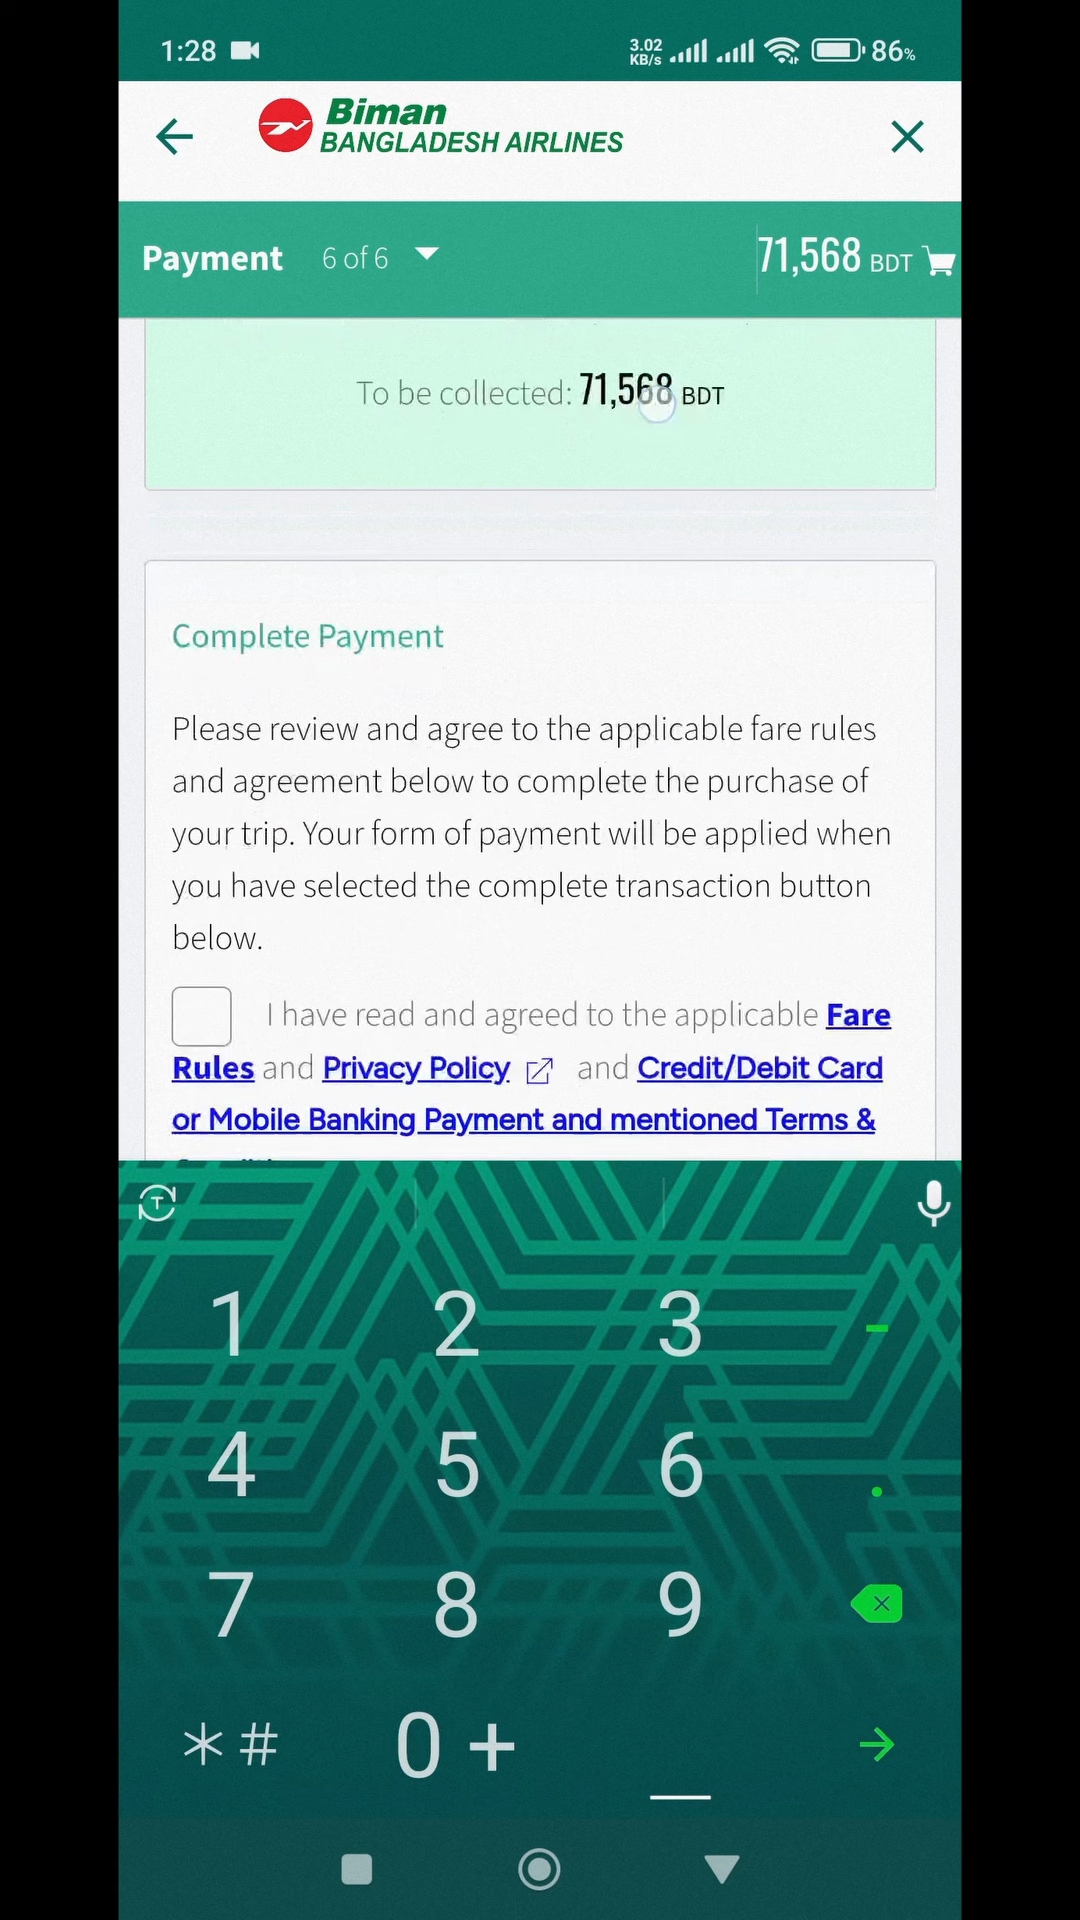 1:28 3.02 KB/s 86%
Biman
BANGLADESH AIRLINES
Payment 6 of 6 71,568 BDT
To be collected: 71,568 BDT
Complete Payment
Please review and agree to the applicable fare rules
and agreement below to complete the purchase of
your trip. Your form of payment will be applied when
you have selected the complete transaction button
below.
I have read and agreed to the applicable Fare
Rules and Privacy Policy and Credit/Debit Card
or Mobile Banking Payment and mentioned Terms &
T
1 2 3 -
4 5 6 .
7 8 9
* # 0 +